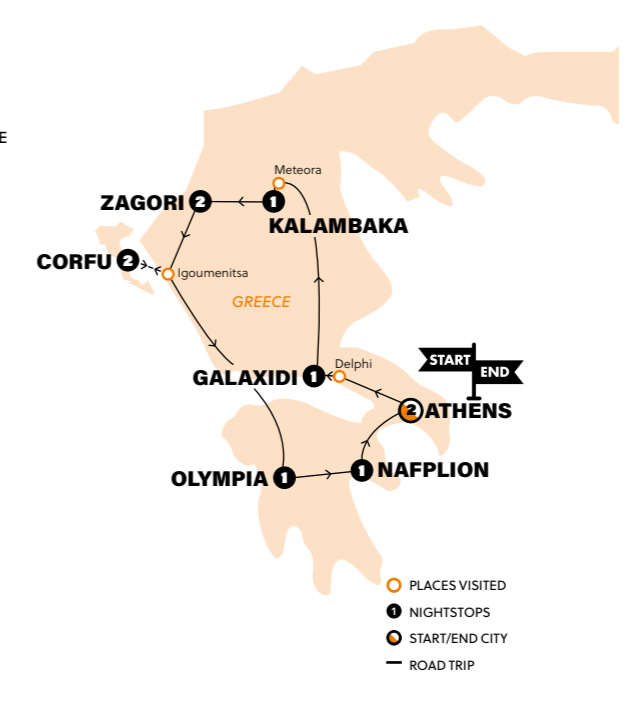 E
Meteora
ZAGORI 2
1
KALAMBAKA
CORFU 2
Igoumenitsa
GREECE
START
END
Delphi
GALAXIDI 1
2 ATHENS
OLYMPIA 1
1 NAFPLION
PLACES VISITED
1 NIGHTSTOPS
START/END CITY
ROAD TRIP